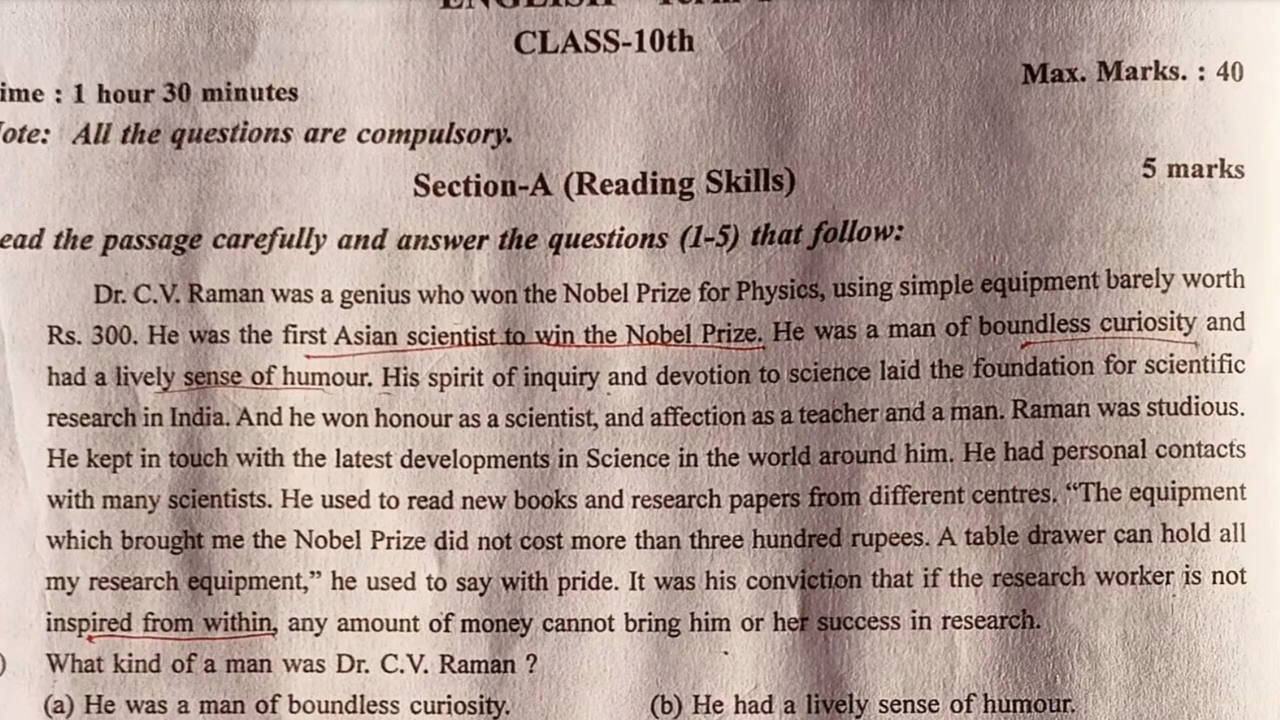 CLASS-10th
Max. Marks. : 40
ime : 1 hour 30 minutes
ote: All the questions are compulsory.
5 marks
Section-A (Reading Skills)
ead the passage carefully and answer the questions (1-5) that follow:
Dr. C.V. Raman was a genius who won the Nobel Prize for Physics, using simple equipment barely worth
Rs. 300. He was the first Asian scientist to win the Nobel Prize. He was a man of boundless curiosity and
had a lively sense of humour. His spirit of inquiry and devotion to science laid the foundation for scientific
research in India. And he won honour as a scientist, and affection as a teacher and a man. Raman was studious.
He kept in touch with the latest developments in Science in the world around him. He had personal contacts
with many scientists. He used to read new books and research papers from different centres. “The equipment
which brought me the Nobel Prize did not cost more than three hundred rupees. A table drawer can hold all
my research equipment,” he used to say with pride. It was his conviction that if the research worker is not
inspired from within, any amount of money cannot bring him or her success in research.
) What kind of a man was Dr. C.V. Raman ?
(a) He was a man of boundless curiosity. (b) He had a lively sense of humour.